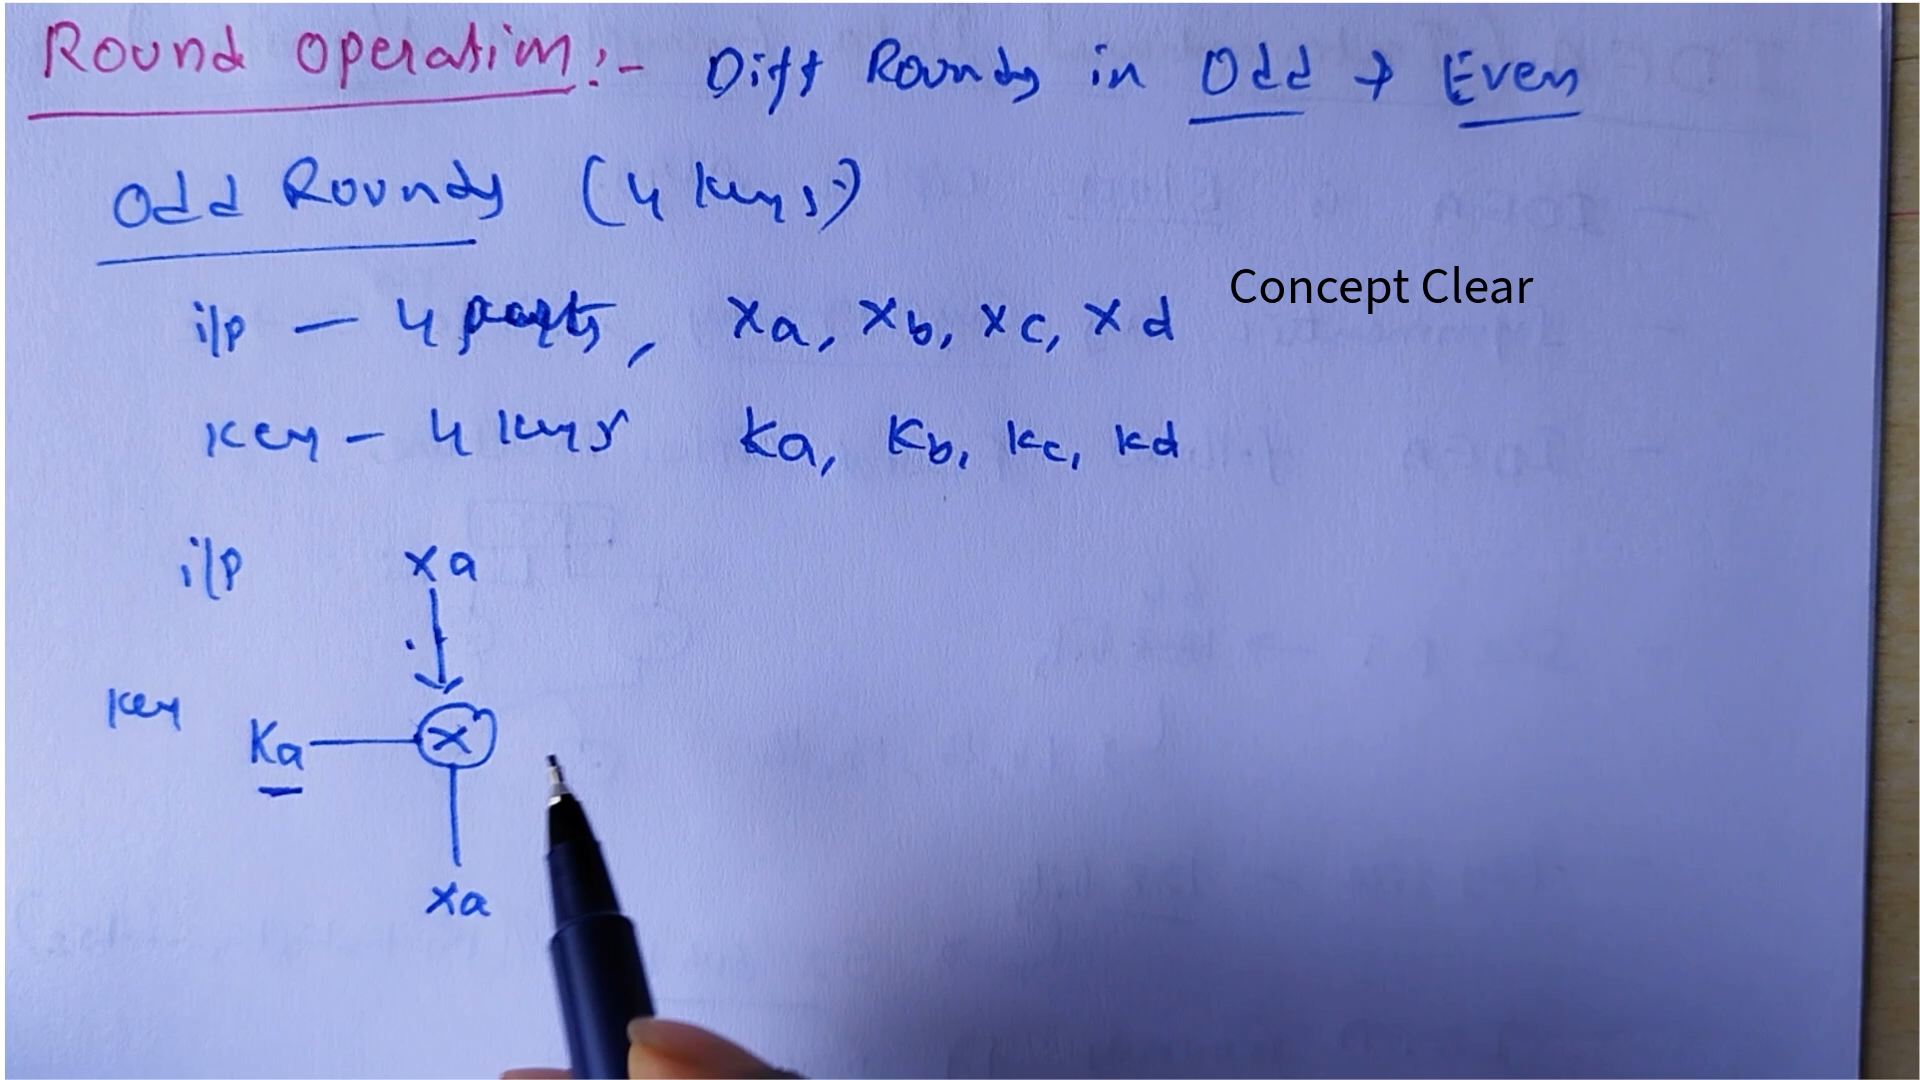 Round Operation :- Diff Rounds in Odd & Even
Odd Rounds (4 keys)
Concept Clear
i/p - 4 parts, Xa, Xb, Xc, Xd
Key - 4 keys Ka, Kb, Kc, Kd
i/p Xa
Key
Ka X
Xa